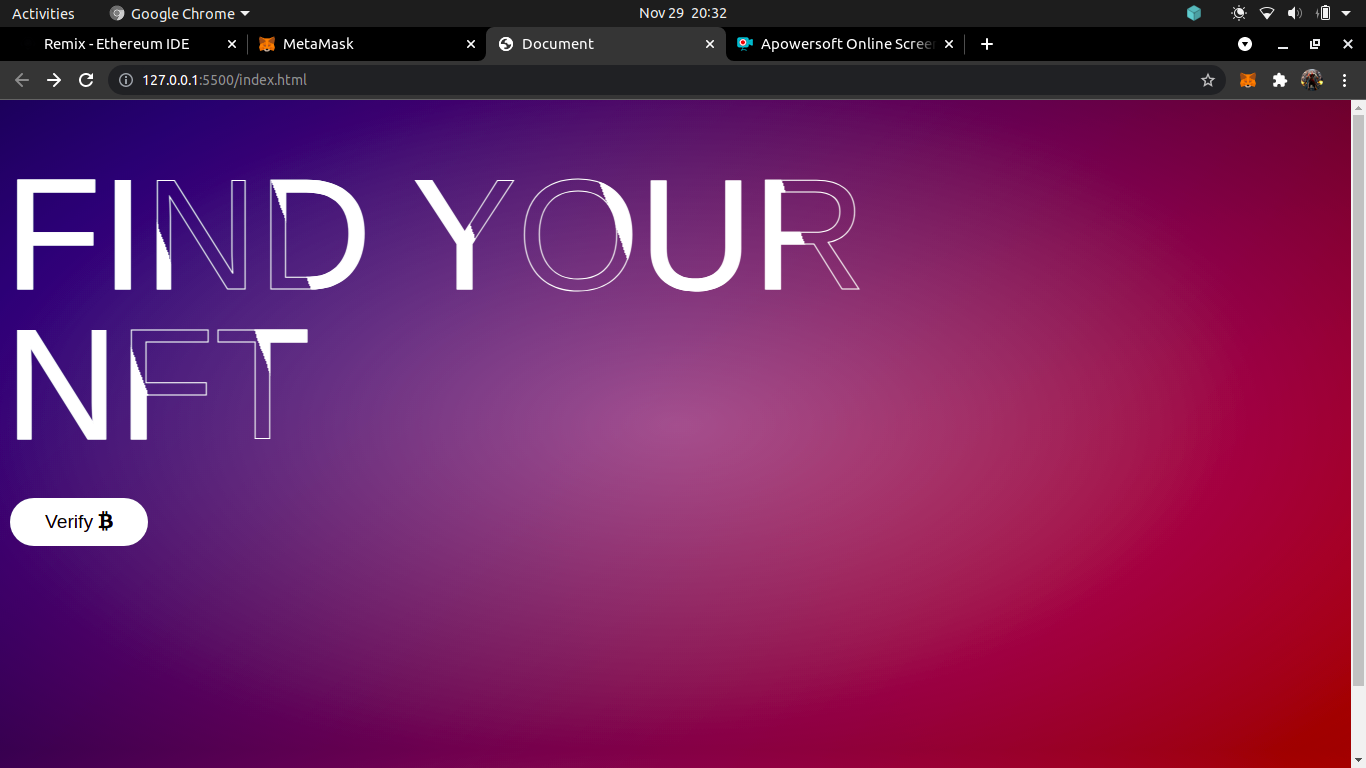 Activities
Google Chrome
Nov 29 20:32
Remix - Ethereum IDE
MetaMask
Document
Apowersoft Online Screen
127.0.0.1:5500/index.html
FIND YOUR
NFT
Verify ₿